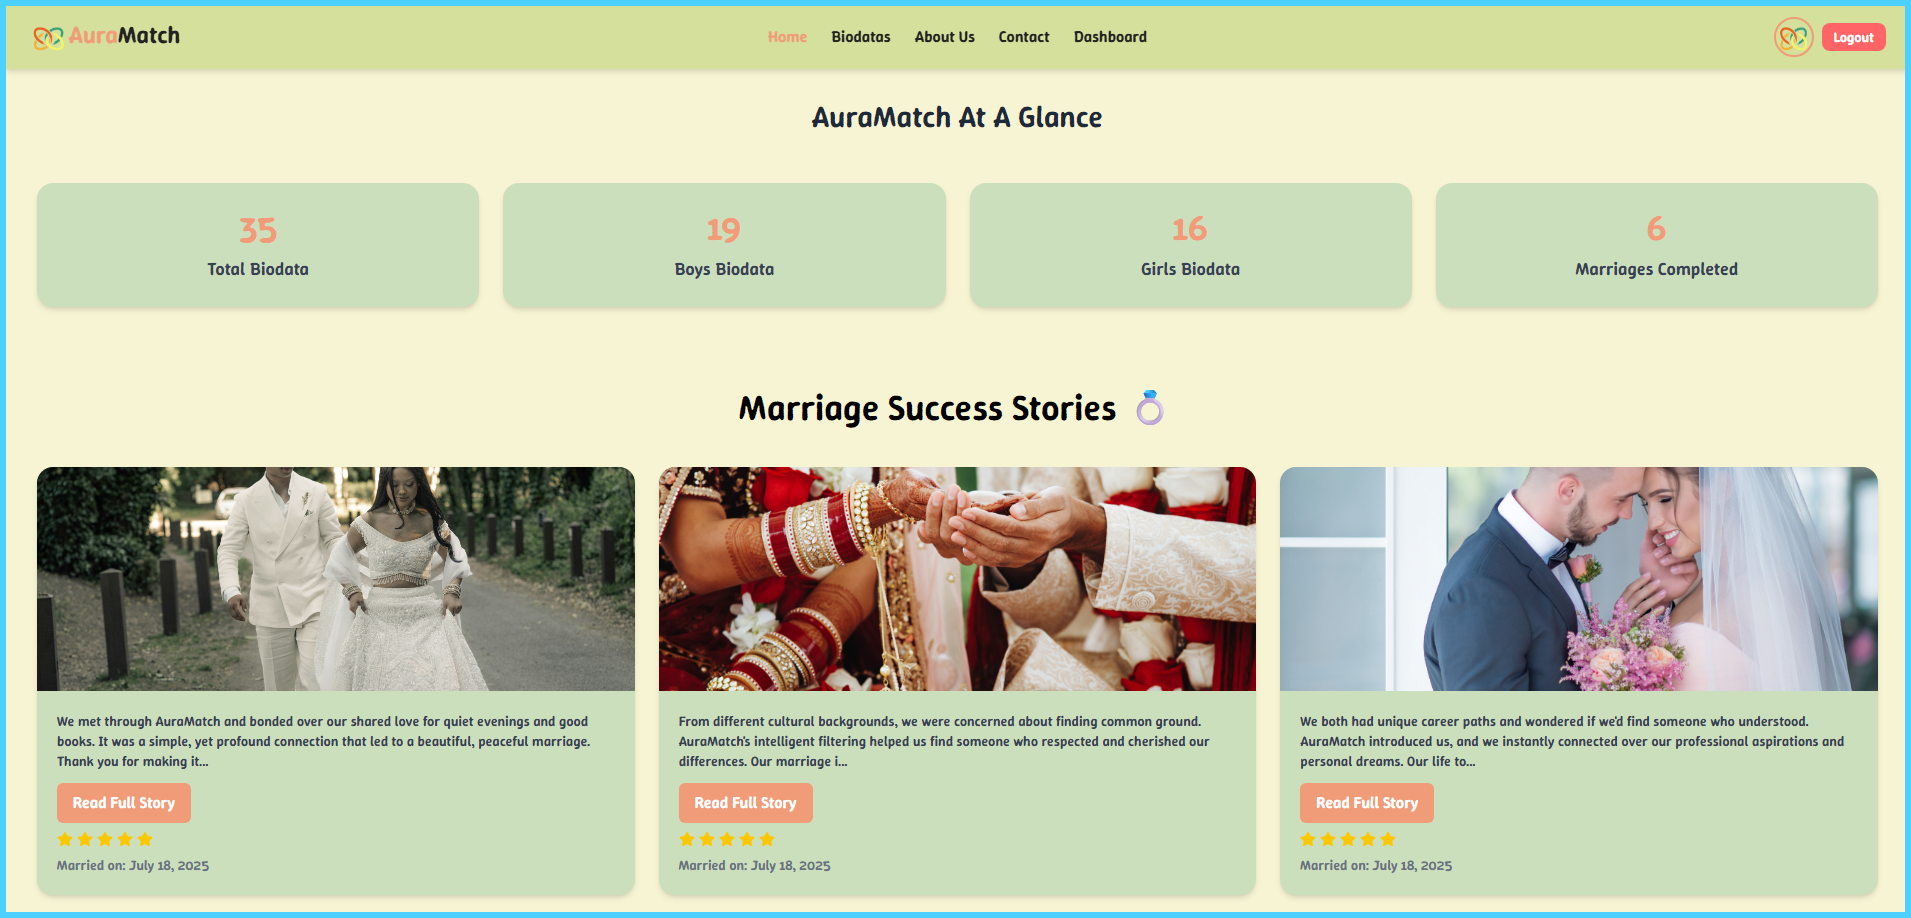 AuraMatch
Home
Biodatas
About Us
Contact
Dashboard
Logout
AuraMatch At A Glance
35
Total Biodata
19
Boys Biodata
16
Girls Biodata
6
Marriages Completed
Marriage Success Stories 💍
We met through AuraMatch and bonded over our shared love for quiet evenings and good
books. It was a simple, yet profound connection that led to a beautiful, peaceful marriage.
Thank you for making it...
Read Full Story
Married on: July 18, 2025
From different cultural backgrounds, we were concerned about finding common ground.
AuraMatch's intelligent filtering helped us find someone who respected and cherished our
differences. Our marriage i...
Read Full Story
Married on: July 18, 2025
We both had unique career paths and wondered if we'd find someone who understood.
AuraMatch introduced us, and we instantly connected over our professional aspirations and
personal dreams. Our life to...
Read Full Story
Married on: July 18, 2025